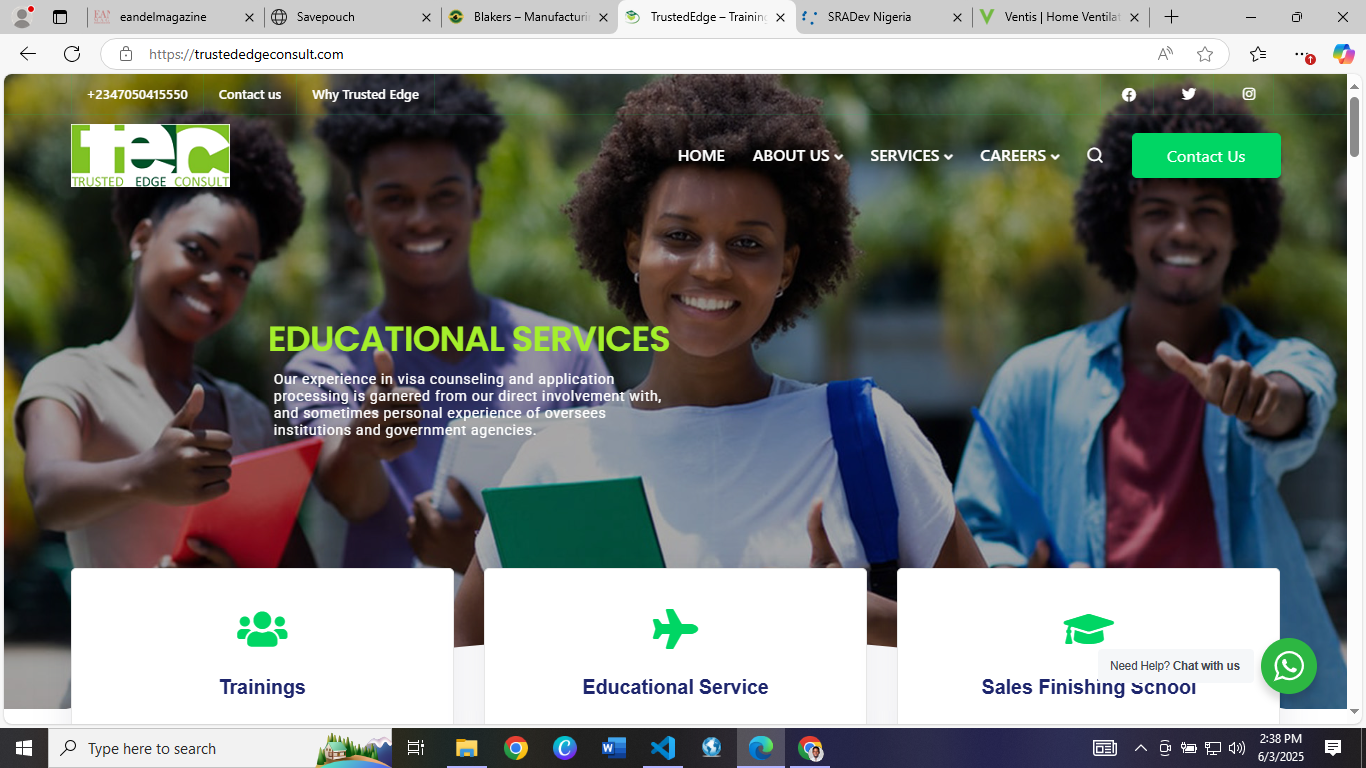 eandelmagazine
Savepouch
Blakers – Manufacturi
TrustedEdge – Training
SRADev Nigeria
Ventis | Home Ventilat
https://trustededgeconsult.com
+2347050415550
Contact us
Why Trusted Edge
tec
TRUSTED EDGE CONSULT
HOME
ABOUT US
SERVICES
CAREERS
Contact Us
EDUCATIONAL SERVICES
Our experience in visa counseling and application
processing is garnered from our direct involvement with,
and sometimes personal experience of oversees
institutions and government agencies.
Trainings
Educational Service
Sales Finishing School
Need Help? Chat with us
Type here to search
2:38 PM
6/3/2025